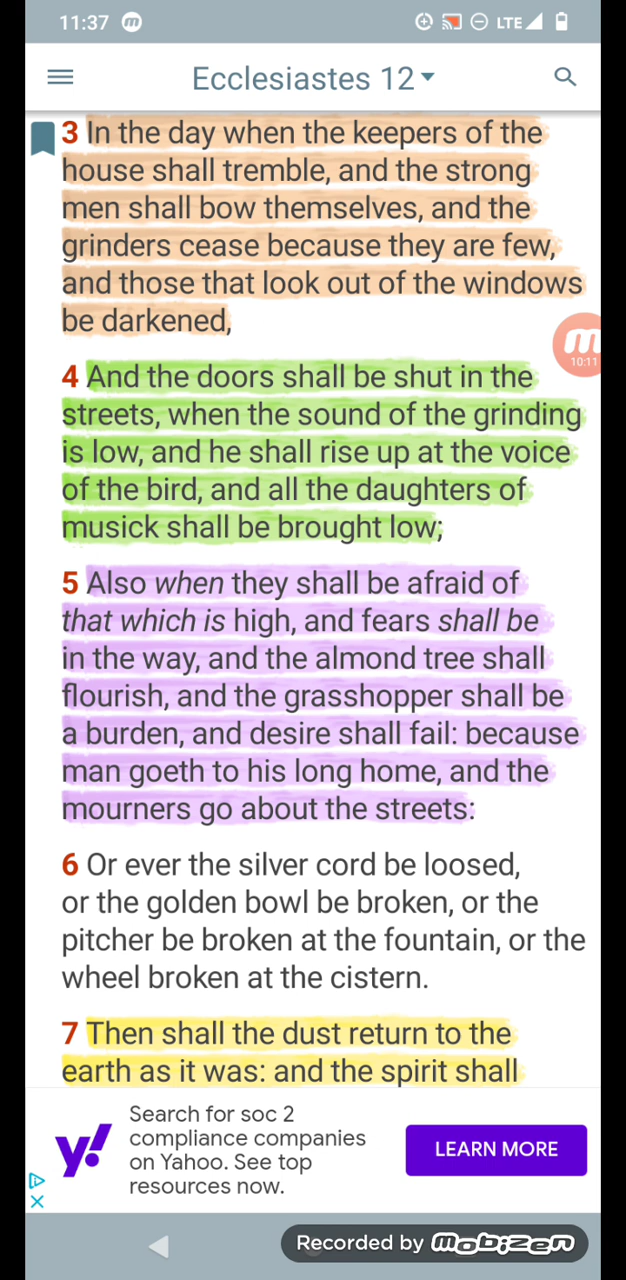 11:37 m LTE
Ecclesiastes 12
3 In the day when the keepers of the
house shall tremble, and the strong
men shall bow themselves, and the
grinders cease because they are few,
and those that look out of the windows
be darkened,
m
10:11
4 And the doors shall be shut in the
streets, when the sound of the grinding
is low, and he shall rise up at the voice
of the bird, and all the daughters of
musick shall be brought low;
5 Also when they shall be afraid of
that which is high, and fears shall be
in the way, and the almond tree shall
flourish, and the grasshopper shall be
a burden, and desire shall fail: because
man goeth to his long home, and the
mourners go about the streets:
6 Or ever the silver cord be loosed,
or the golden bowl be broken, or the
pitcher be broken at the fountain, or the
wheel broken at the cistern.
7 Then shall the dust return to the
earth as it was: and the spirit shall
y!
Search for soc 2
compliance companies
on Yahoo. See top
resources now.
LEARN MORE
Recorded by mobizen